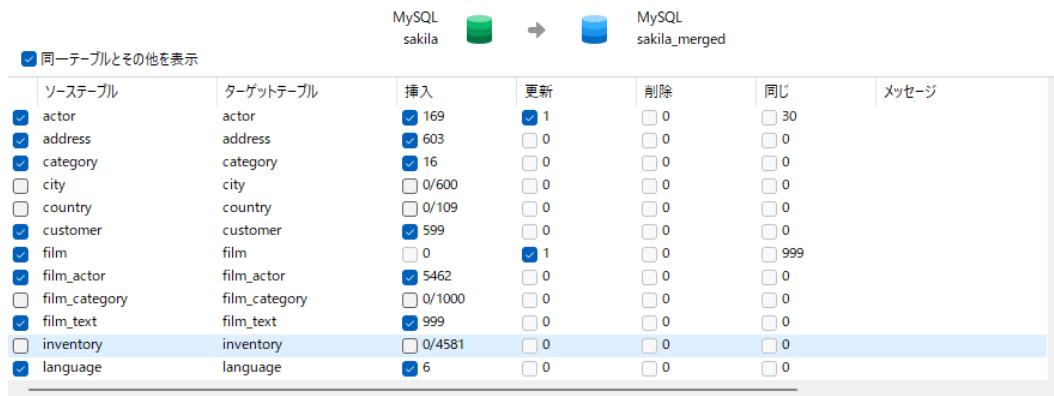 MySQL MySQL
sakila sakila_merged
同一テーブルとその他を表示
ソーステーブル ターゲットテーブル 挿入 更新 削除 同じ メッセージ
actor actor 169 1 0 30
address address 603 0 0 0
category category 16 0 0 0
city city 0/600 0 0 0
country country 0/109 0 0 0
customer customer 599 0 0 0
film film 0 1 0 999
film_actor film_actor 5462 0 0 0
film_category film_category 0/1000 0 0 0
film_text film_text 999 0 0 0
inventory inventory 0/4581 0 0 0
language language 6 0 0 0